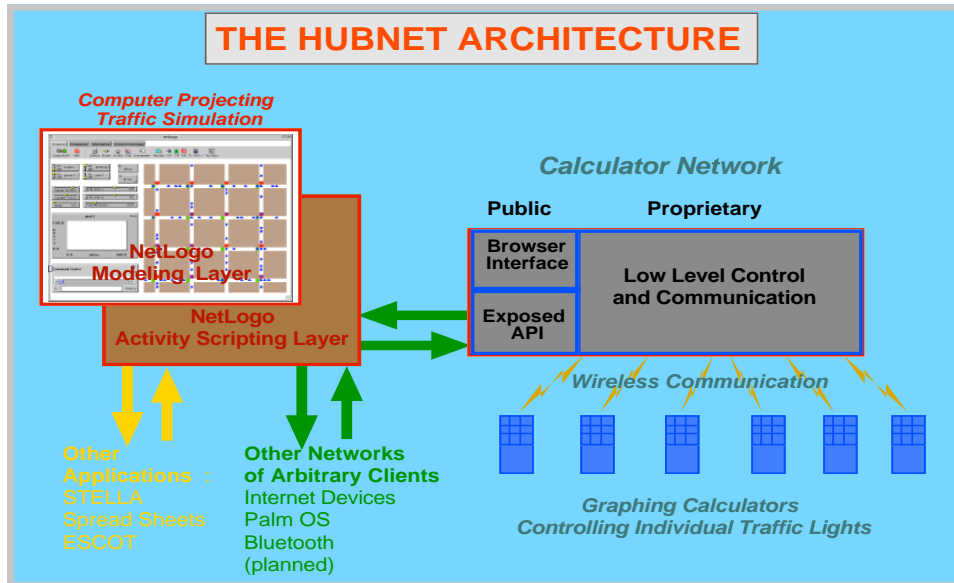 THE HUBNET ARCHITECTURE
Computer Projecting
Traffic Simulation
NetLogo
Modeling Layer
NetLogo
Activity Scripting Layer
Calculator Network
Public
Proprietary
Browser
Interface
Exposed
API
Low Level Control
and Communication
Wireless Communication
Other
Applications :
STELLA
Spread Sheets
ESCOT
Other Networks
of Arbitrary Clients
Internet Devices
Palm OS
Bluetooth
(planned)
Graphing Calculators
Controlling Individual Traffic Lights